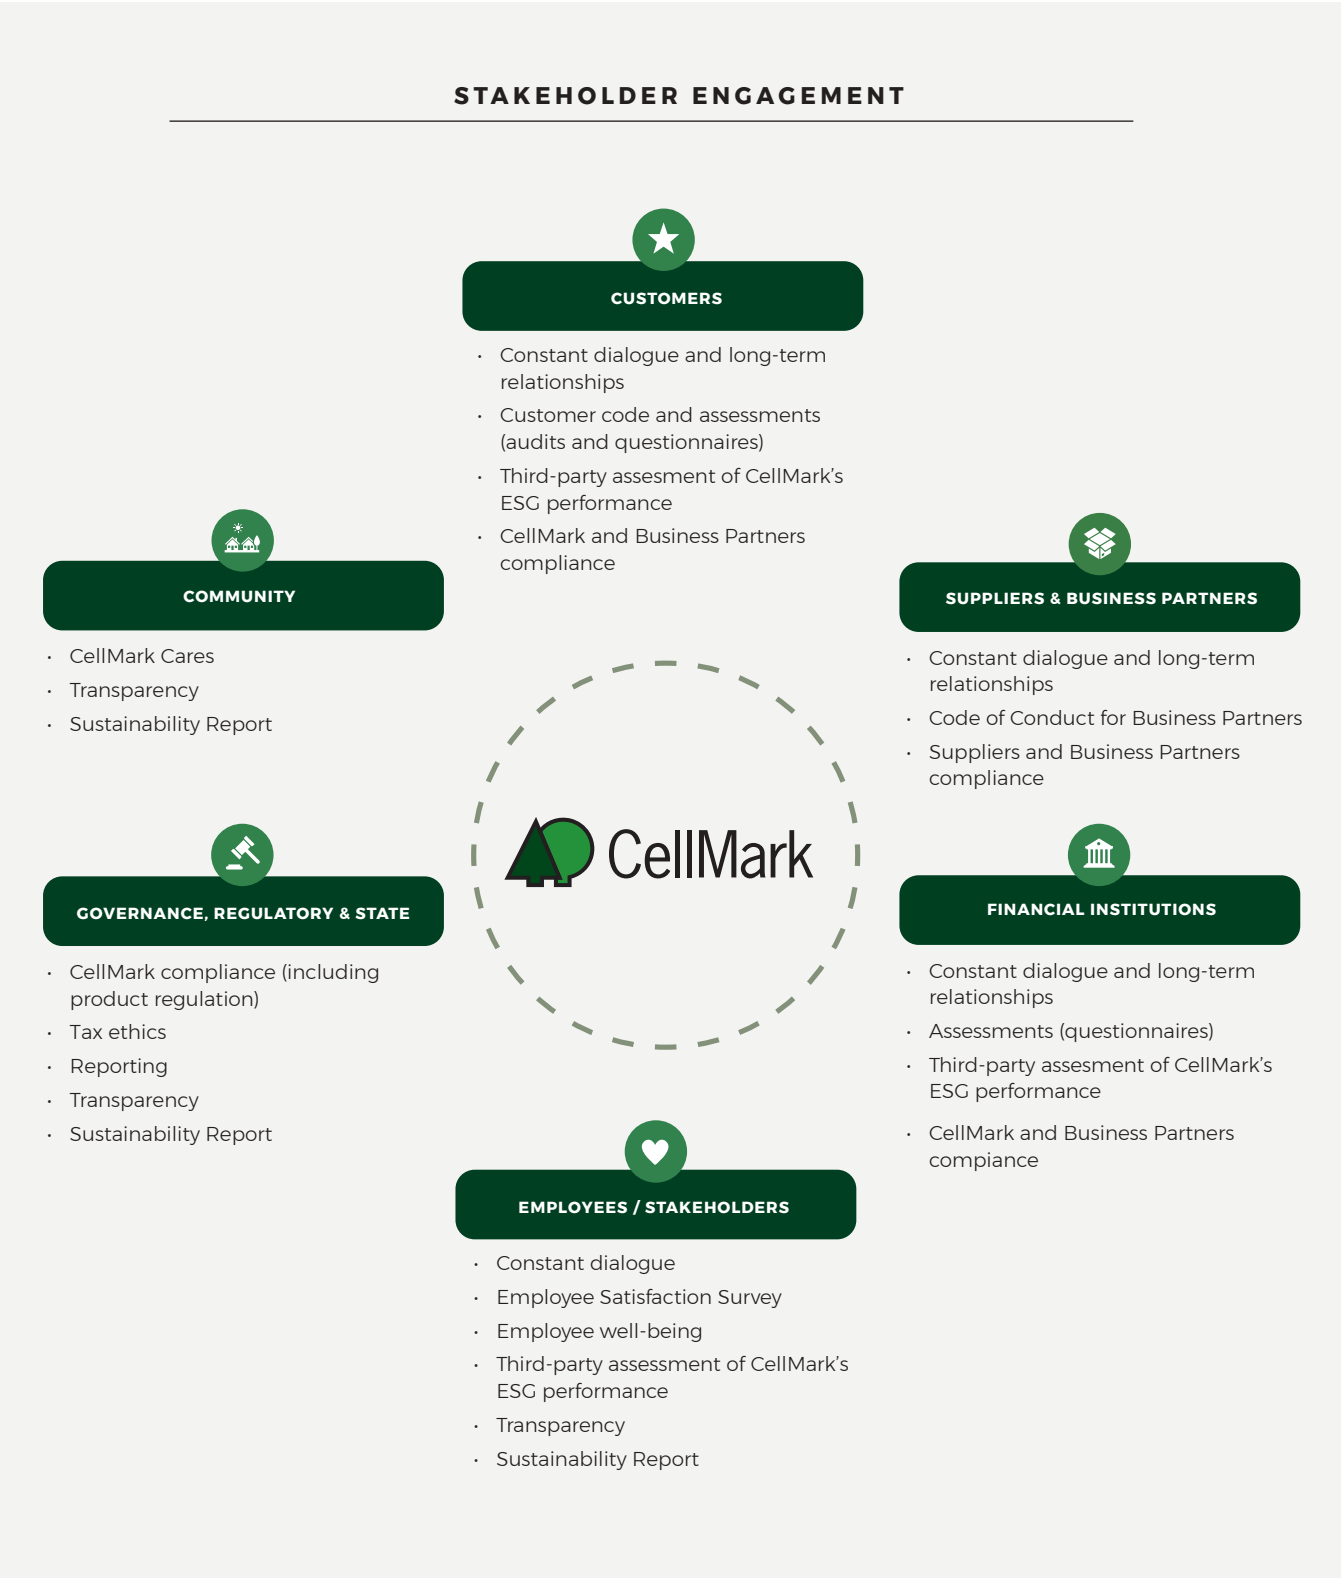 STAKEHOLDER ENGAGEMENT
CUSTOMERS
• Constant dialogue and long-term
relationships
• Customer code and assessments
(audits and questionnaires)
• Third-party assesment of CellMark’s
ESG performance
• CellMark and Business Partners
compliance
COMMUNITY
• CellMark Cares
• Transparency
• Sustainability Report
SUPPLIERS & BUSINESS PARTNERS
• Constant dialogue and long-term
relationships
• Code of Conduct for Business Partners
• Suppliers and Business Partners
compliance
CellMark
GOVERNANCE, REGULATORY & STATE
• CellMark compliance (including
product regulation)
• Tax ethics
• Reporting
• Transparency
• Sustainability Report
FINANCIAL INSTITUTIONS
• Constant dialogue and long-term
relationships
• Assessments (questionnaires)
• Third-party assesment of CellMark’s
ESG performance
• CellMark and Business Partners
compiance
EMPLOYEES / STAKEHOLDERS
• Constant dialogue
• Employee Satisfaction Survey
• Employee well-being
• Third-party assessment of CellMark’s
ESG performance
• Transparency
• Sustainability Report